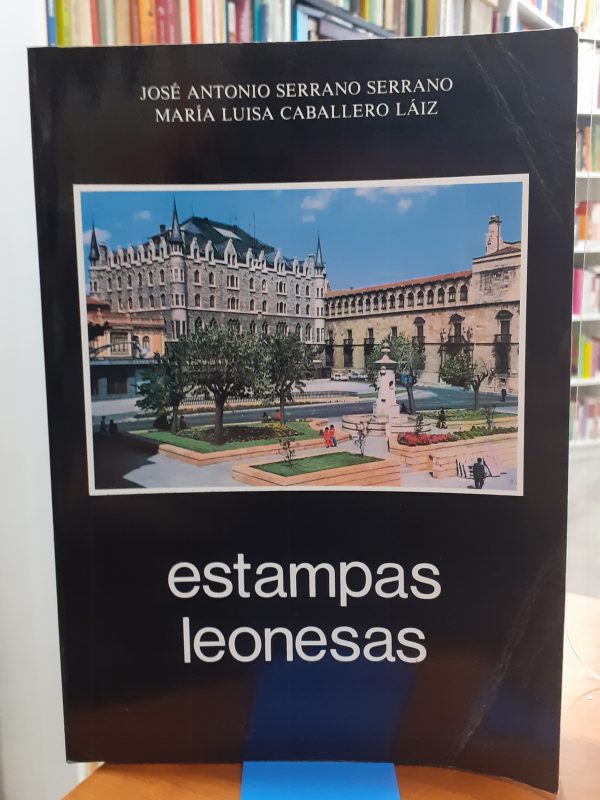 JOSÉ ANTONIO SERRANO SERRANO
MARÍA LUISA CABALLERO LÁIZ
estampas
leonesas